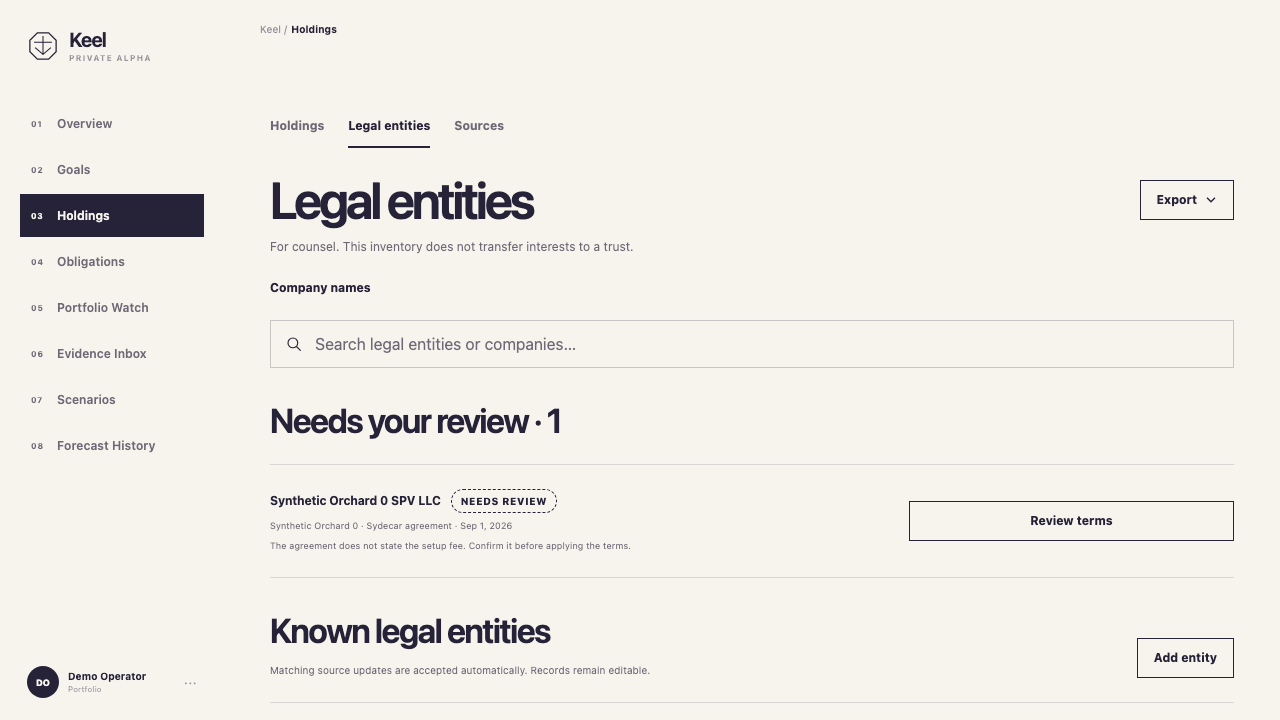 Keel
PRIVATE ALPHA
01 Overview
02 Goals
03 Holdings
04 Obligations
05 Portfolio Watch
06 Evidence Inbox
07 Scenarios
08 Forecast History
DO
Demo Operator
Portfolio
...
Keel / Holdings
Holdings
Legal entities
Sources
Legal entities
Export
For counsel. This inventory does not transfer interests to a trust.
Company names
Search legal entities or companies...
Needs your review · 1
Synthetic Orchard 0 SPV LLC NEEDS REVIEW
Synthetic Orchard 0 · Sydecar agreement · Sep 1, 2026
The agreement does not state the setup fee. Confirm it before applying the terms.
Review terms
Known legal entities
Matching source updates are accepted automatically. Records remain editable.
Add entity